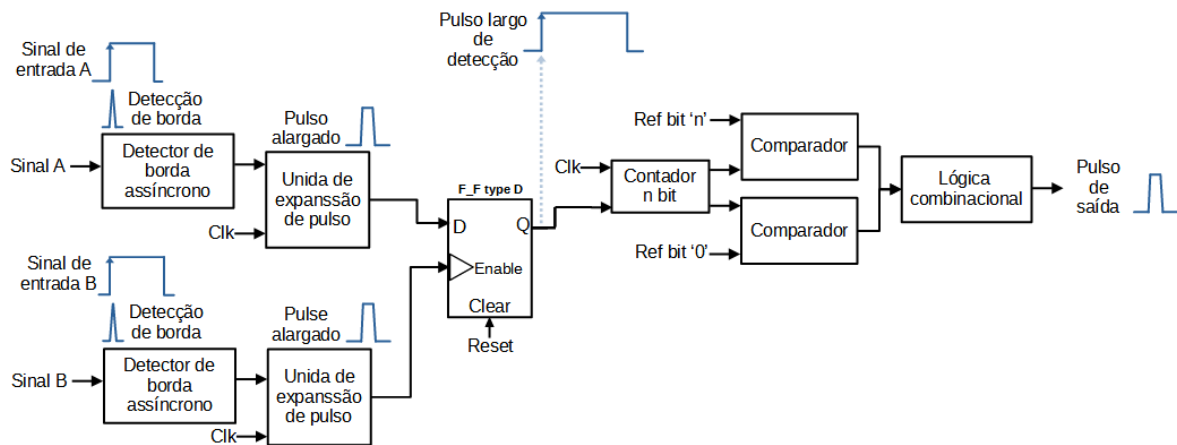 Sinal de
entrada A
Detecção
de borda
Sinal A
Detector de
borda
assíncrono
Pulso
alargado
Unida de
expanssão
de pulso
Clk
Sinal de
entrada B
Detecção
de borda
Sinal B
Detector de
borda
assíncrono
Pulse
alargado
Unida de
expanssão
de pulso
Clk
F_F type D
D
Q
Enable
Clear
Reset
Pulso largo
de
detecção
Clk
Contador
n bit
Ref bit ‘n’
Comparador
Comparador
Ref bit ‘0’
Lógica
combinacional
Pulso
de
saída